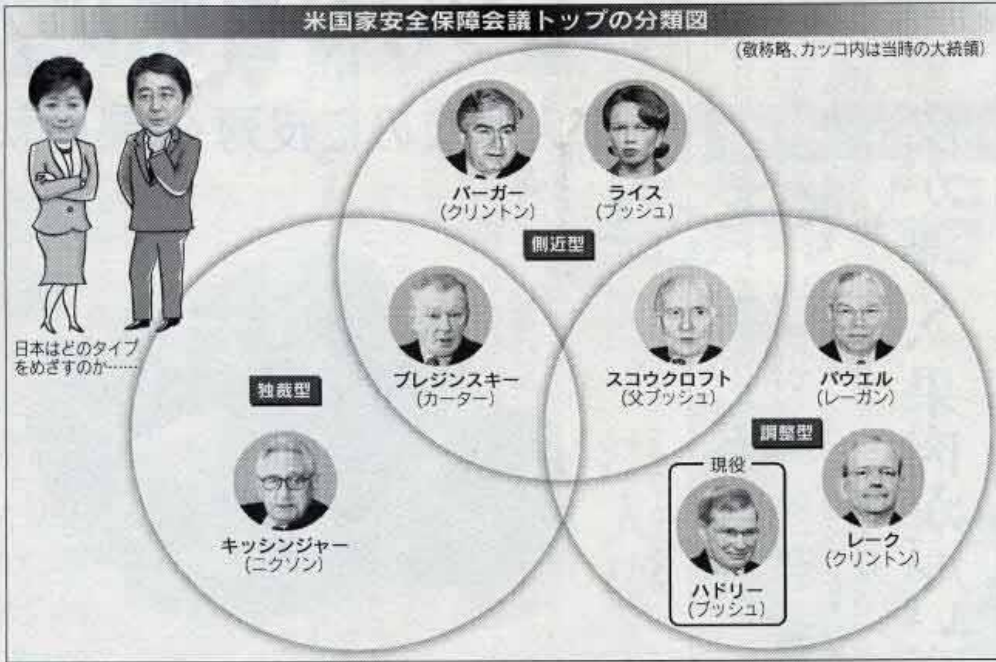 米国家安全保障会議トップの分類図
(敬称略、カッコ内は当時の大統領)
バーガー
(クリントン)
ライス
(ブッシュ)
側近型
日本はどのタイプ
をめざすのか……
独裁型
ブレジンスキー
(カーター)
スコウクロフト
(父ブッシュ)
パウエル
(レーガン)
調整型
キッシンジャー
(ニクソン)
現役
ハドリー
(ブッシュ)
レーク
(クリントン)